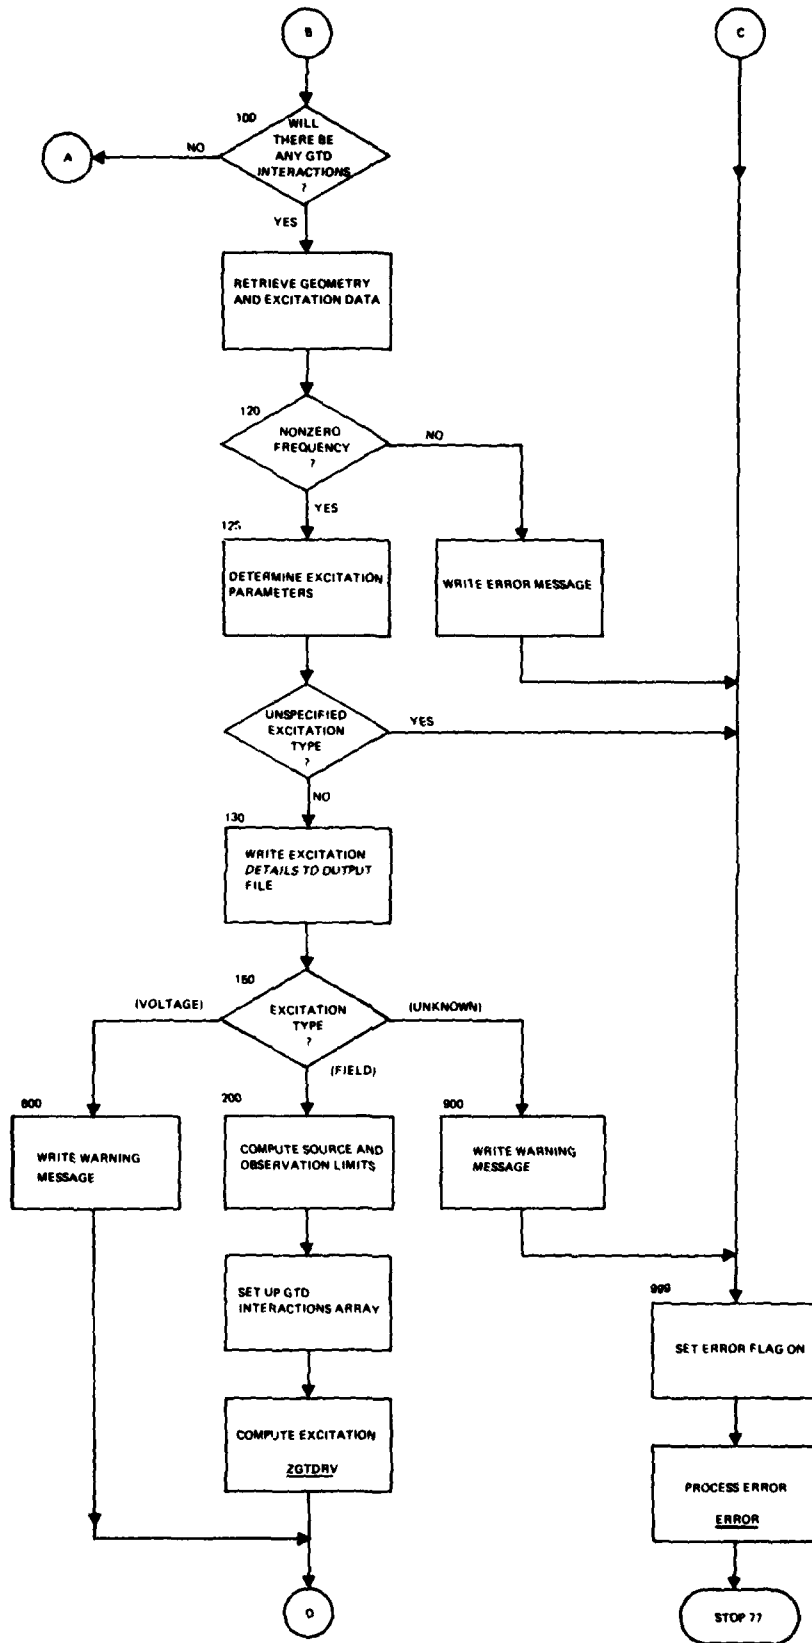 B
C
100
WILL
THERE BE
ANY GTD
INTERACTIONS
?
NO
A
YES
RETRIEVE GEOMETRY
AND EXCITATION DATA
120
NONZERO
FREQUENCY
?
NO
YES
125
DETERMINE EXCITATION
PARAMETERS
WRITE ERROR MESSAGE
UNSPECIFIED
EXCITATION
TYPE
?
YES
NO
130
WRITE EXCITATION
DETAILS TO OUTPUT
FILE
150
(VOLTAGE)
EXCITATION
TYPE
?
(UNKNOWN)
(FIELD)
800
WRITE WARNING
MESSAGE
200
COMPUTE SOURCE AND
OBSERVATION LIMITS
900
WRITE WARNING
MESSAGE
SET UP GTD
INTERACTIONS ARRAY
999
SET ERROR FLAG ON
COMPUTE EXCITATION
ZGTDRV
PROCESS ERROR
ERROR
D
STOP 77